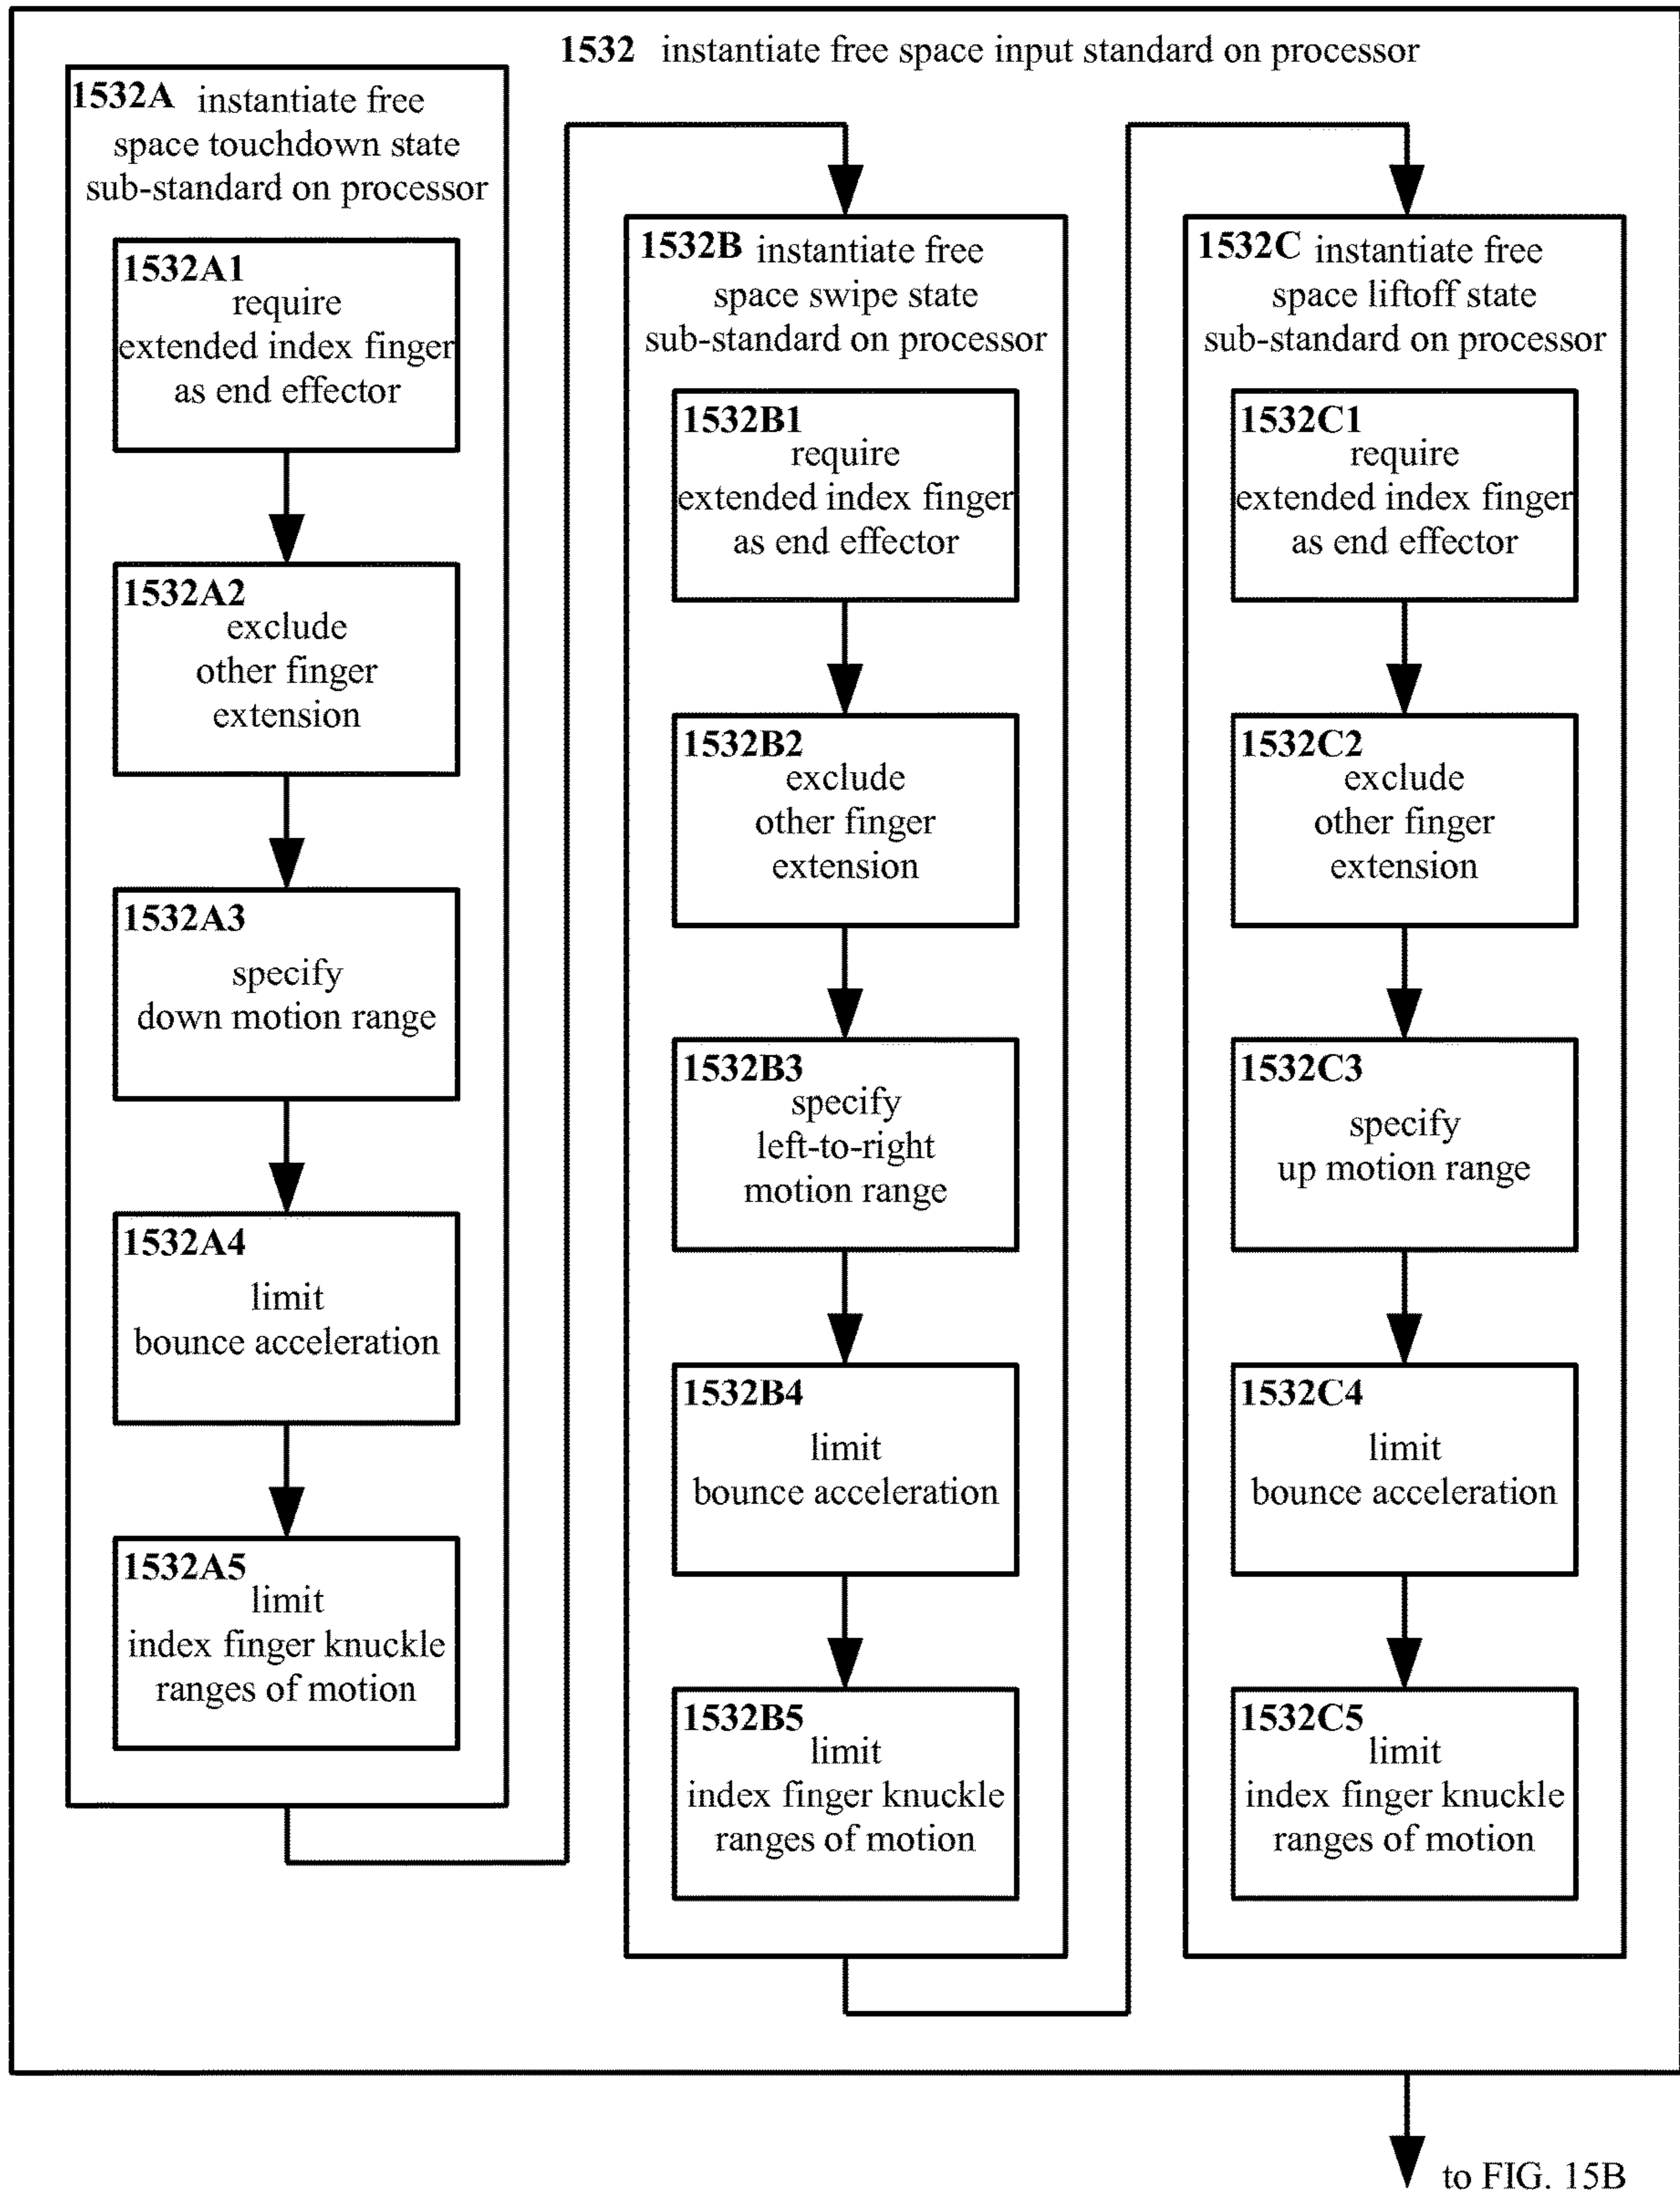 1532 instantiate free space input standard on processor
1532A instantiate free
space touchdown state
sub-standard on processor
1532A1
require
extended index finger
as end effector
1532A2
exclude
other finger
extension
1532A3
specify
down motion range
1532A4
limit
bounce acceleration
1532A5
limit
index finger knuckle
ranges of motion
1532B instantiate free
space swipe state
sub-standard on processor
1532B1
require
extended index finger
as end effector
1532B2
exclude
other finger
extension
1532B3
specify
left-to-right
motion range
1532B4
limit
bounce acceleration
1532B5
limit
index finger knuckle
ranges of motion
1532C instantiate free
space liftoff state
sub-standard on processor
1532C1
require
extended index finger
as end effector
1532C2
exclude
other finger
extension
1532C3
specify
up motion range
1532C4
limit
bounce acceleration
1532C5
limit
index finger knuckle
ranges of motion
to FIG. 15B